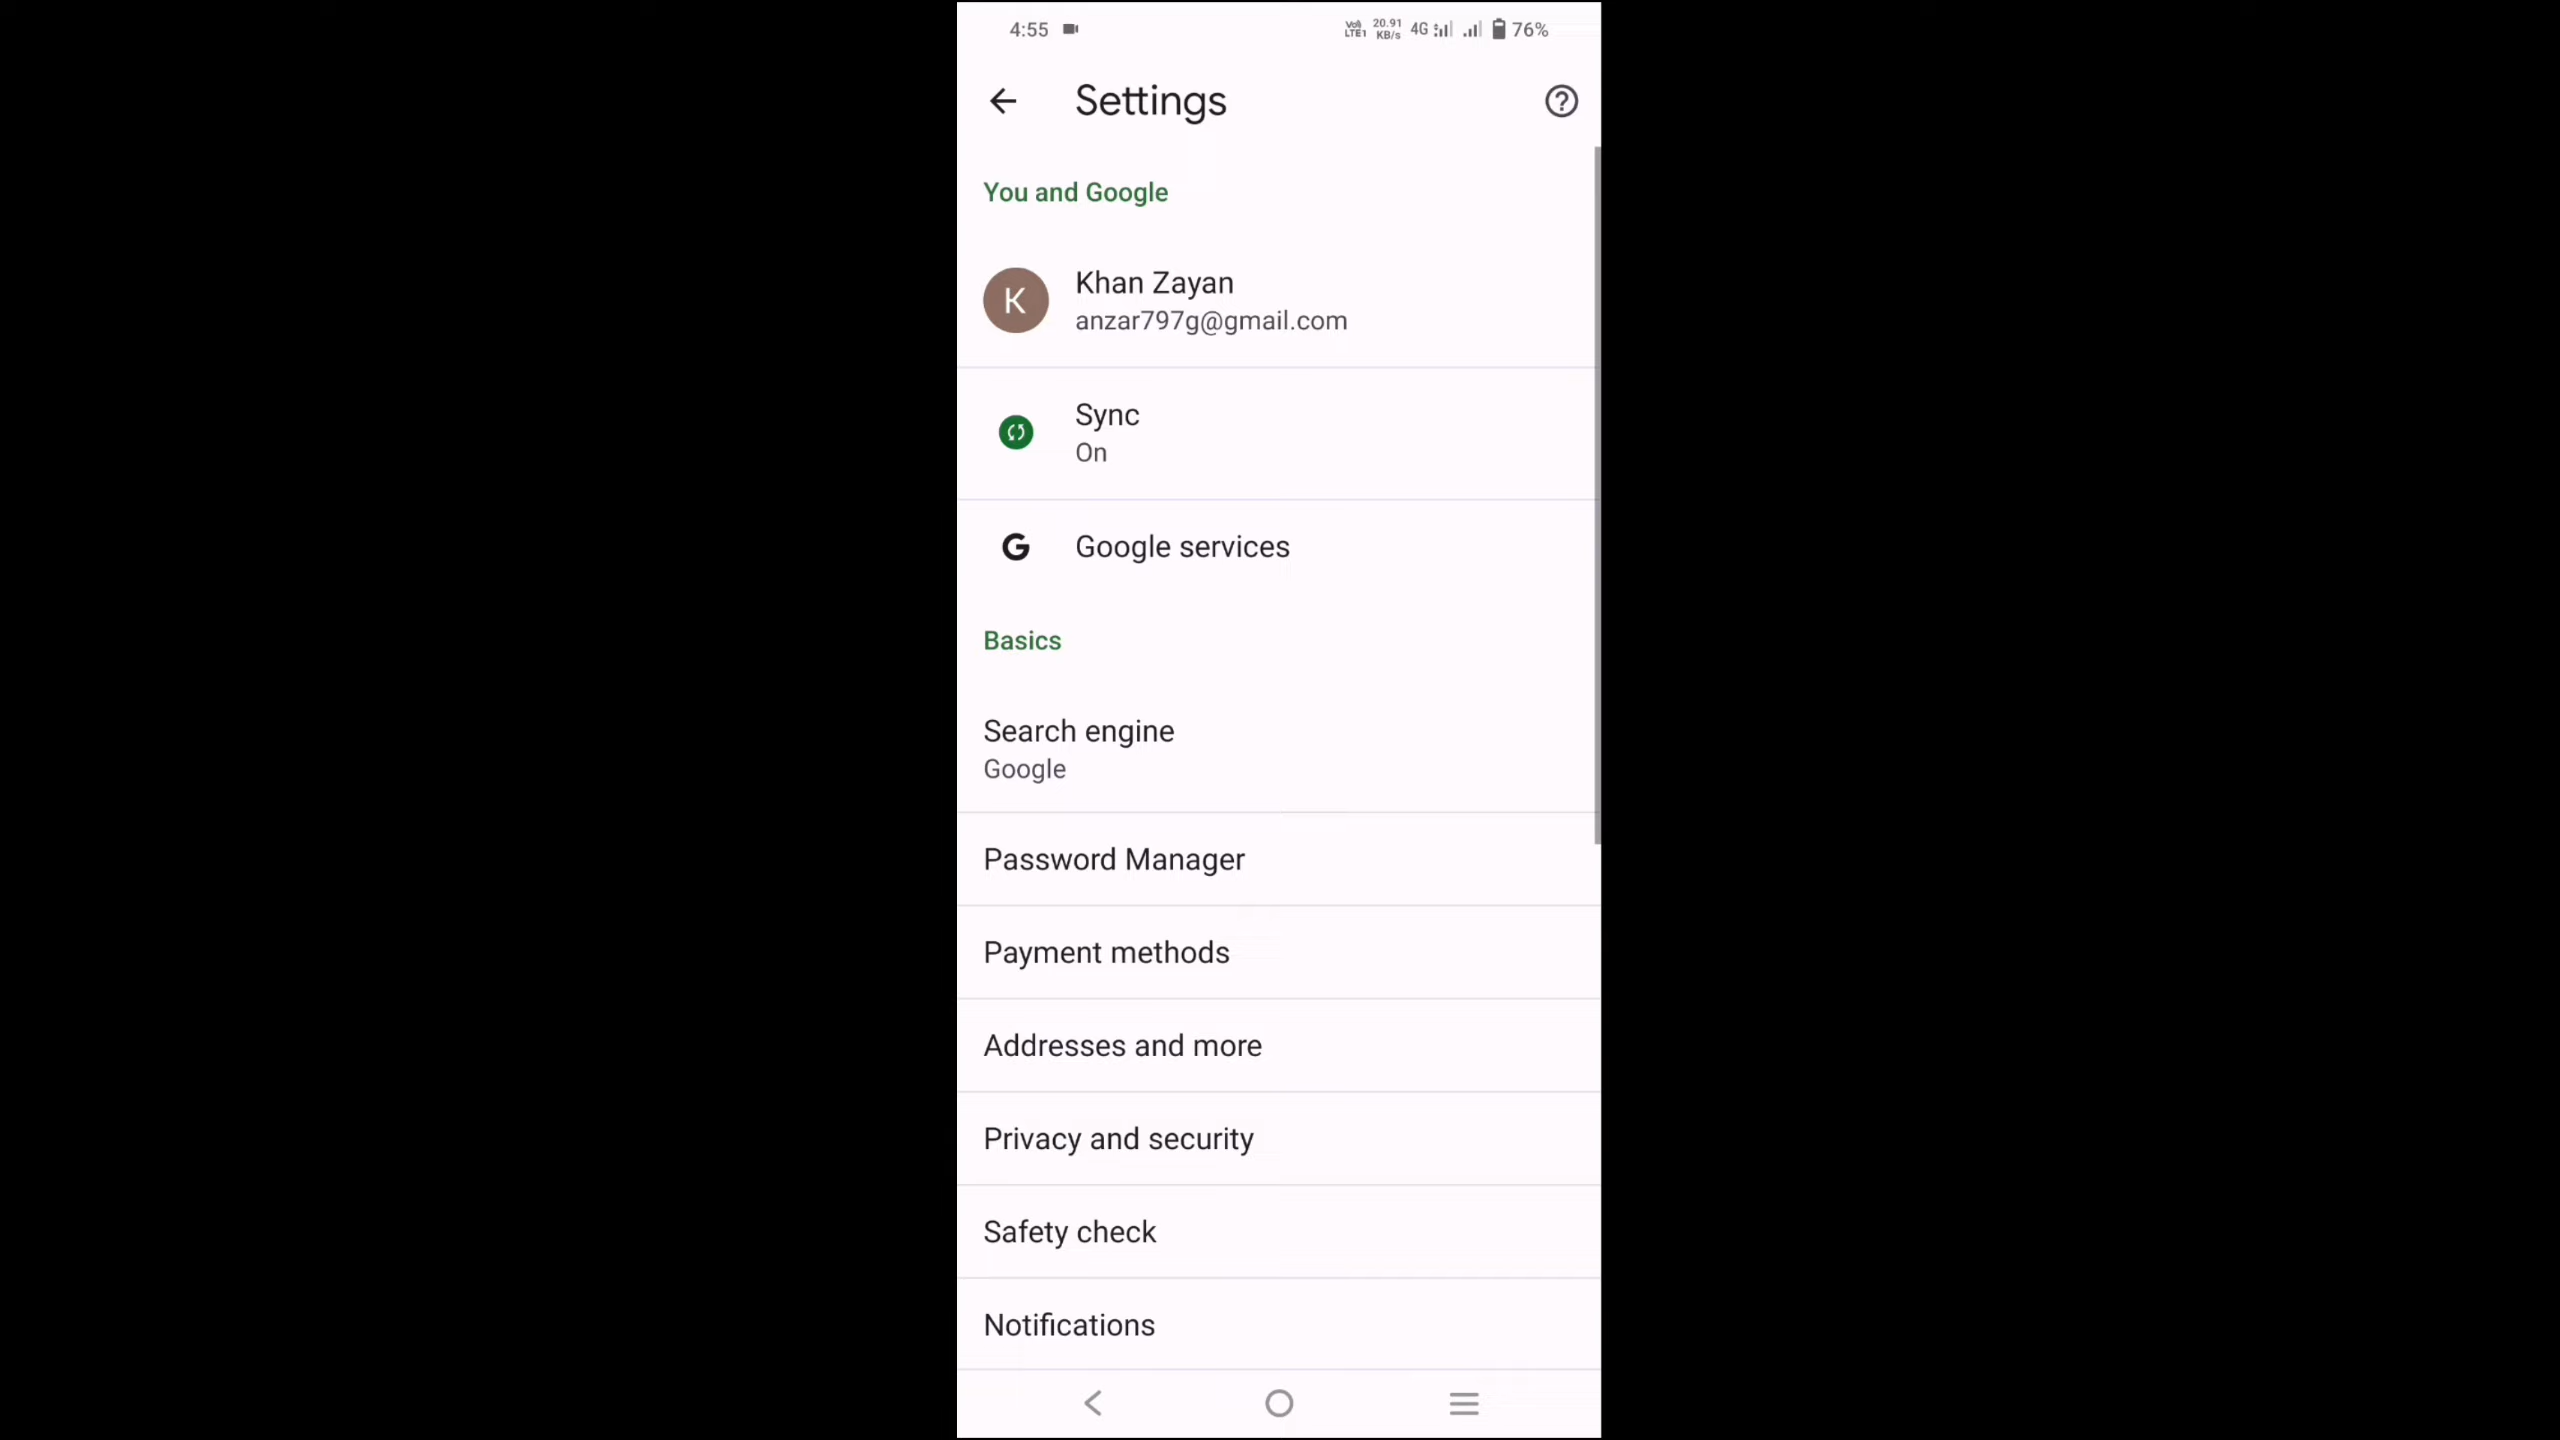 4:55
VoLTE1 20.91 KB/s 4G 76%
Settings
You and Google
K
Khan Zayan
anzar797g@gmail.com
Sync
On
G
Google services
Basics
Search engine
Google
Password Manager
Payment methods
Addresses and more
Privacy and security
Safety check
Notifications